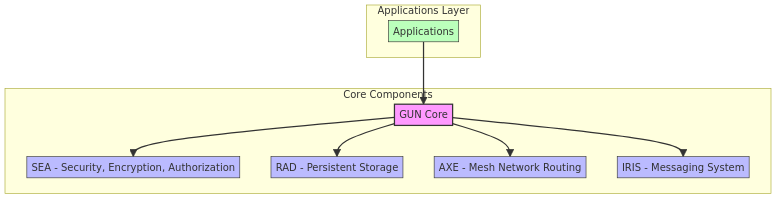 Applications Layer
Applications
Core Components
GUN Core
SEA - Security, Encryption, Authorization
RAD - Persistent Storage
AXE - Mesh Network Routing
IRIS - Messaging System